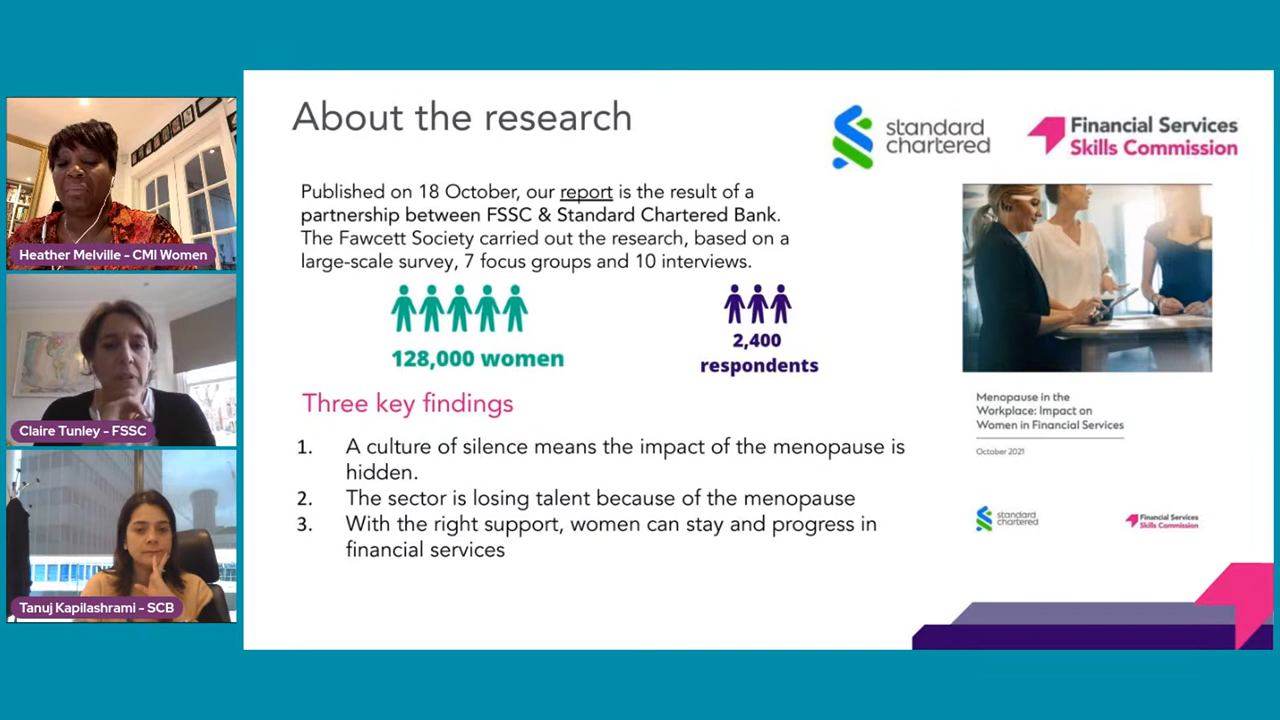 Heather Melville - CMI Women
Claire Tunley - FSSC
Tanuj Kapilashrami - SCB
About the research
standard
chartered
Financial Services
Skills Commission
Published on 18 October, our report is the result of a
partnership between FSSC & Standard Chartered Bank.
The Fawcett Society carried out the research, based on a
large-scale survey, 7 focus groups and 10 interviews.
128,000 women
2,400
respondents
Three key findings
1. A culture of silence means the impact of the menopause is
hidden.
2. The sector is losing talent because of the menopause
3. With the right support, women can stay and progress in
financial services
Menopause in the
Workplace: Impact on
Women in Financial Services
October 2021
standard
chartered
Financial Services
Skills Commission